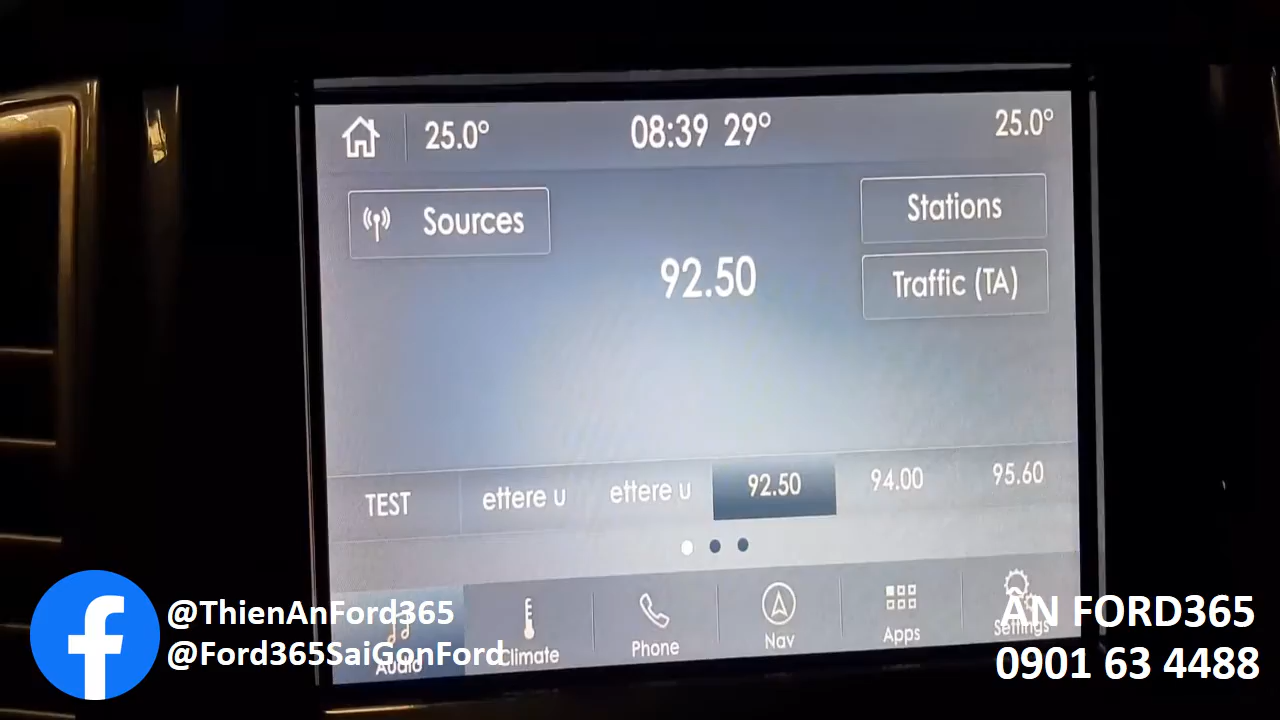 25.0° 08:39 29° 25.0°
Sources
Stations
92.50
Traffic (TA)
TEST ettere u ettere u 92.50 94.00 95.60
Audio Climate Phone Nav Apps Settings
@ThienAnFord365
@Ford365SaiGonFord
ÂN FORD365
0901 63 4488